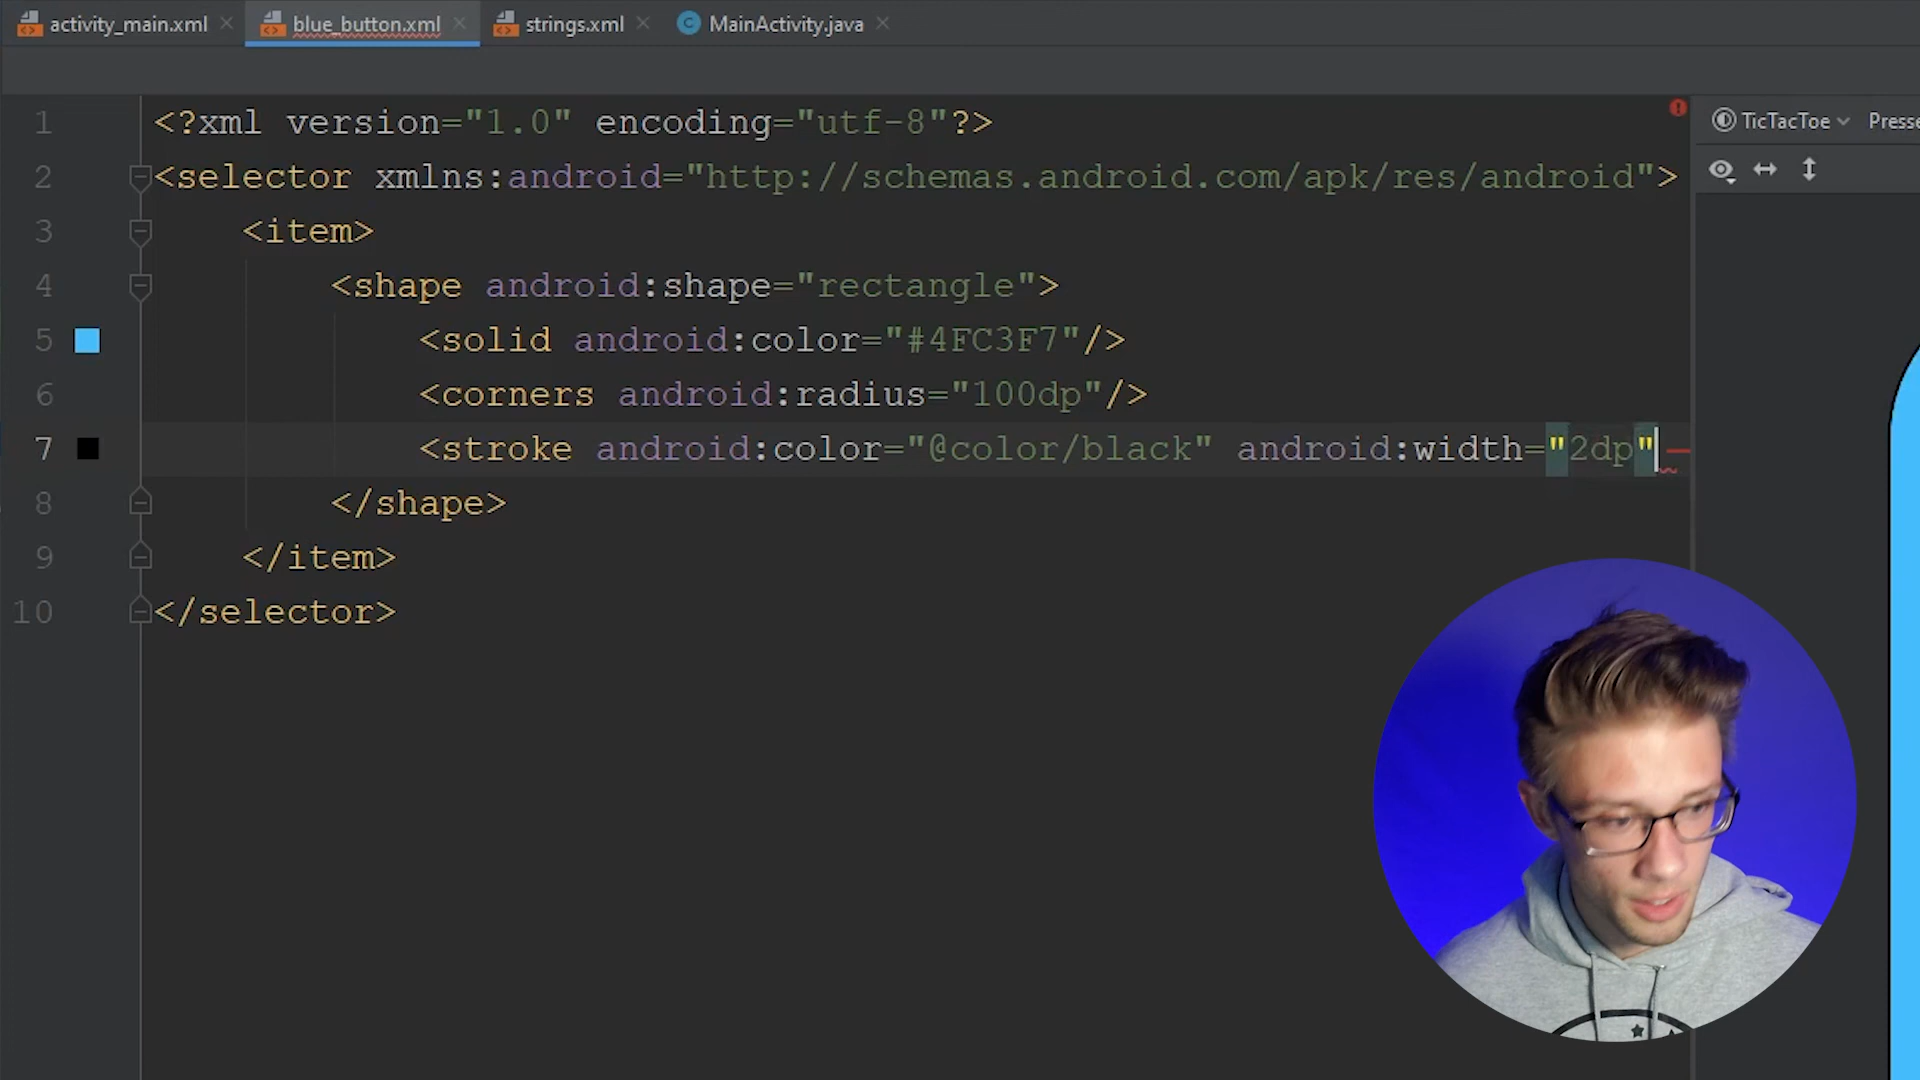 activity_main.xml blue_button.xml strings.xml MainActivity.java
TicTacToe Presse
1 <?xml version="1.0" encoding="utf-8"?>
2 <selector xmlns:android="http://schemas.android.com/apk/res/android">
3 <item>
4 <shape android:shape="rectangle">
5 <solid android:color="#4FC3F7"/>
6 <corners android:radius="100dp"/>
7 <stroke android:color="@color/black" android:width="2dp"
8 </shape>
9 </item>
10 </selector>